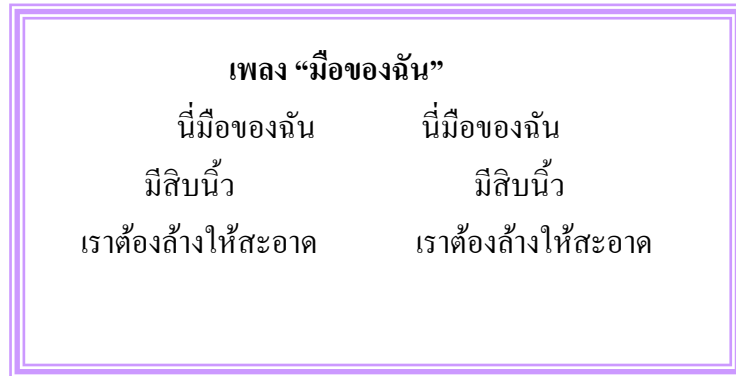 เพลง “มือของฉัน”
นี่มือของฉัน นี่มือของฉัน
มีสิบนิ้ว มีสิบนิ้ว
เราต้องล้างให้สะอาด เราต้องล้างให้สะอาด